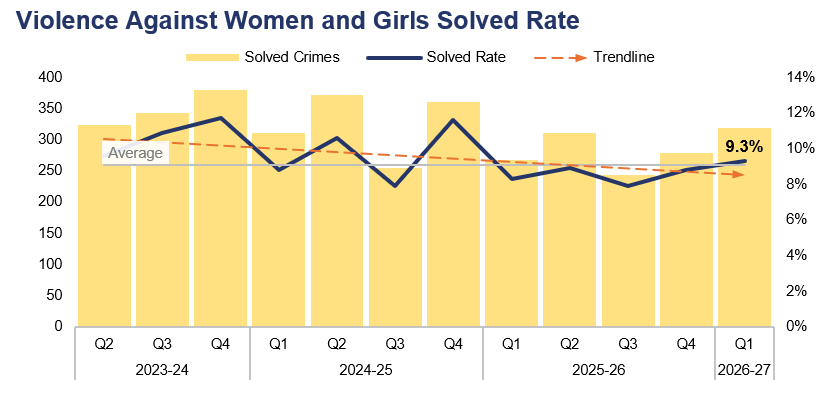 Violence Against Women and Girls Solved Rate
Solved Crimes Solved Rate Trendline
400 14%
350 12%
300 10%
250 8%
200 6%
150 4%
100 2%
50 0%
0
Average
9.3%
Q2 Q3 Q4 Q1 Q2 Q3 Q4 Q1 Q2 Q3 Q4 Q1
2023-24 2024-25 2025-26 2026-27